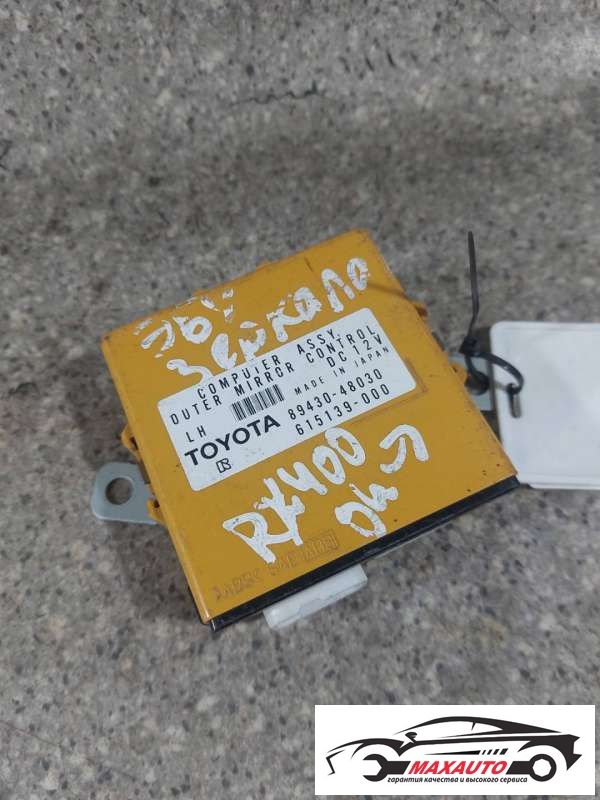 ЭБУ
зеркало
COMPUTER ASSY,
OUTER MIRROR CONTROL
LH
DC 12V
MADE IN JAPAN
TOYOTA
89430-48030
615139-000
R
RX400
MAXAUTO
гарантия качества и высокого сервиса